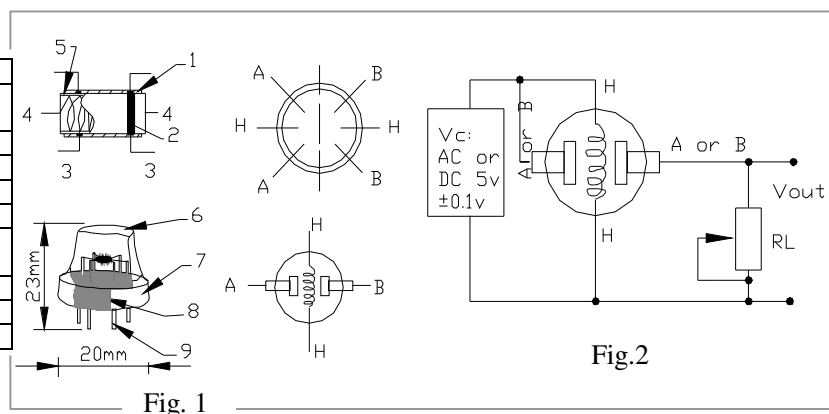 5
1
A
B
4
4
H
H
2
A
B
3
3
6
7
23mm
8
9
20mm
Fig. 1
H
A
B
H
H
Vc:
AC or
DC 5v
±0.1v
A or B
A or B
Vout
RL
H
Fig.2